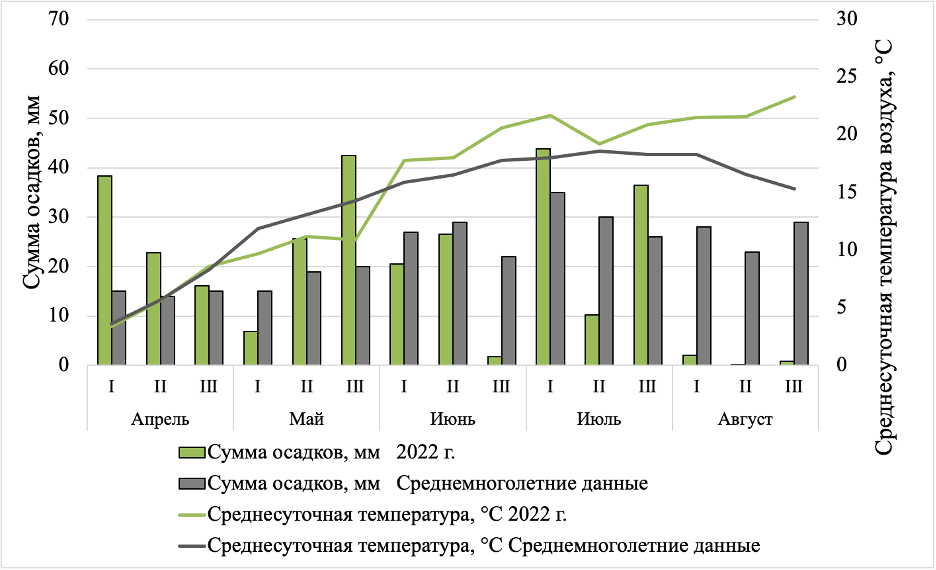 70
60
50
40
30
20
10
0
Сумма осадков, мм
30
25
20
15
10
5
0
Среднесуточная температура воздуха, °С
I II III I II III I II III I II III I II III
Апрель Май Июнь Июль Август
Сумма осадков, мм 2022 г.
Сумма осадков, мм Среднемноголетние данные
Среднесуточная температура, °С 2022 г.
Среднесуточная температура, °С Среднемноголетние данные